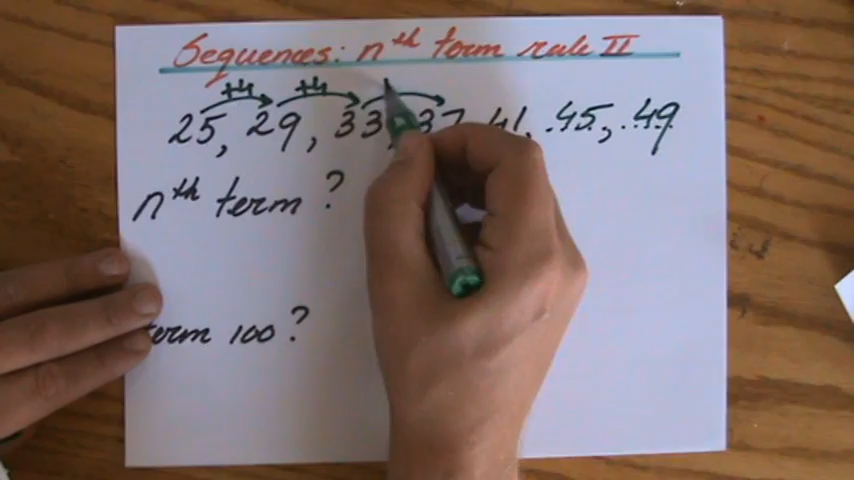 Sequences: nth term rule II
+4 +4
25, 29, 33, 37 41, 45, 49
nth term ?
term 100 ?